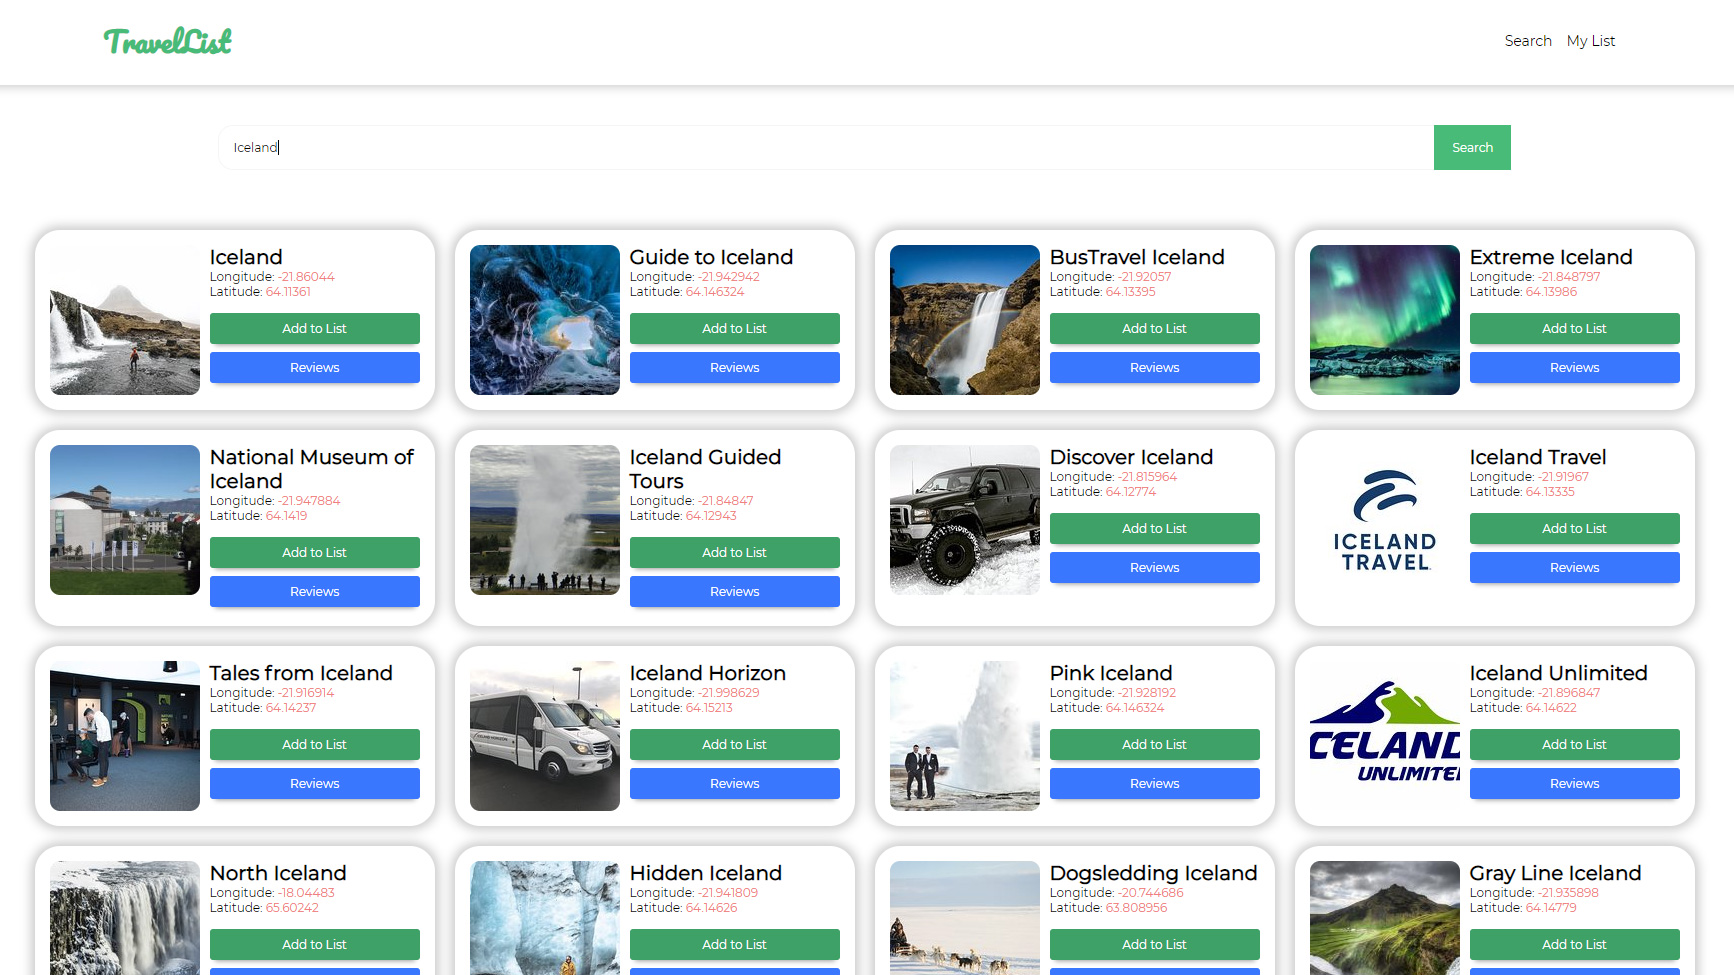 TravelList
Search
My List
Iceland
Search
Iceland
Longitude: -21.86044
Latitude: 64.11361
Add to List
Reviews
Guide to Iceland
Longitude: -21.942942
Latitude: 64.146324
Add to List
Reviews
BusTravel Iceland
Longitude: -21.92057
Latitude: 64.13395
Add to List
Reviews
Extreme Iceland
Longitude: -21.848797
Latitude: 64.13986
Add to List
Reviews
National Museum of
Iceland
Longitude: -21.947884
Latitude: 64.1419
Add to List
Reviews
Iceland Guided
Tours
Longitude: -21.84847
Latitude: 64.12943
Add to List
Reviews
Discover Iceland
Longitude: -21.815964
Latitude: 64.12774
Add to List
Reviews
ICELAND
TRAVEL
Iceland Travel
Longitude: -21.91967
Latitude: 64.13335
Add to List
Reviews
Tales from Iceland
Longitude: -21.916914
Latitude: 64.14237
Add to List
Reviews
ICELAND HORIZON
Iceland Horizon
Longitude: -21.998629
Latitude: 64.15213
Add to List
Reviews
Pink Iceland
Longitude: -21.928192
Latitude: 64.146324
Add to List
Reviews
CELAND
UNLIMITE
Iceland Unlimited
Longitude: -21.896847
Latitude: 64.14622
Add to List
Reviews
North Iceland
Longitude: -18.04483
Latitude: 65.60242
Add to List
Hidden Iceland
Longitude: -21.941809
Latitude: 64.14626
Add to List
Dogsledding Iceland
Longitude: -20.744686
Latitude: 63.808956
Add to List
Gray Line Iceland
Longitude: -21.935898
Latitude: 64.14779
Add to List